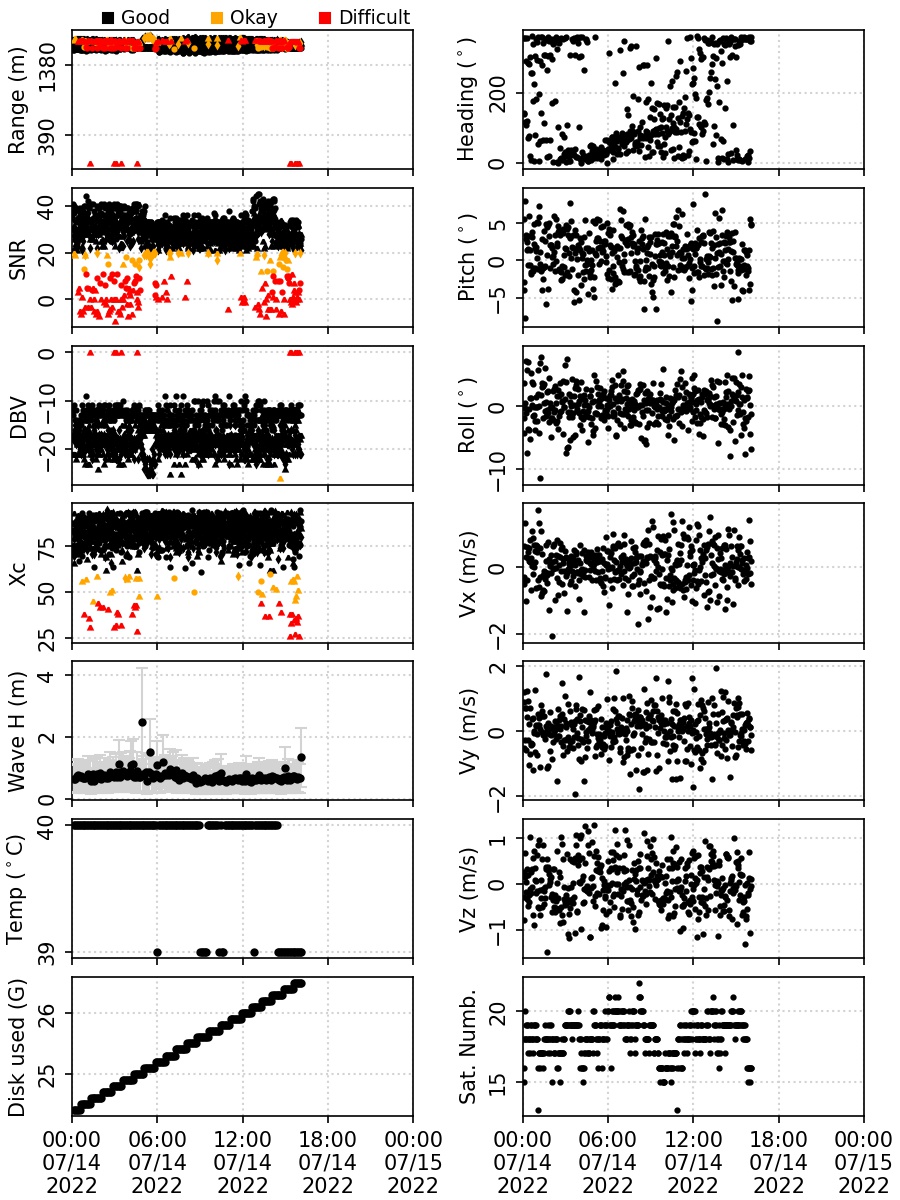 Good Okay Difficult
Range (m)
1380
390
Heading (°)
200
0
SNR
40
20
0
Pitch (°)
5
0
−5
DBV
0
−10
−20
Roll (°)
0
−10
Xc
75
50
25
Vx (m/s)
0
−2
Wave H (m)
4
2
0
Vy (m/s)
2
0
−2
Temp (°C)
40
39
Vz (m/s)
1
0
−1
Disk used (G)
26
25
Sat. Numb.
20
15
00:00 06:00 12:00 18:00 00:00
07/14 07/14 07/14 07/14 07/15
2022 2022 2022 2022 2022
00:00 06:00 12:00 18:00 00:00
07/14 07/14 07/14 07/14 07/15
2022 2022 2022 2022 2022